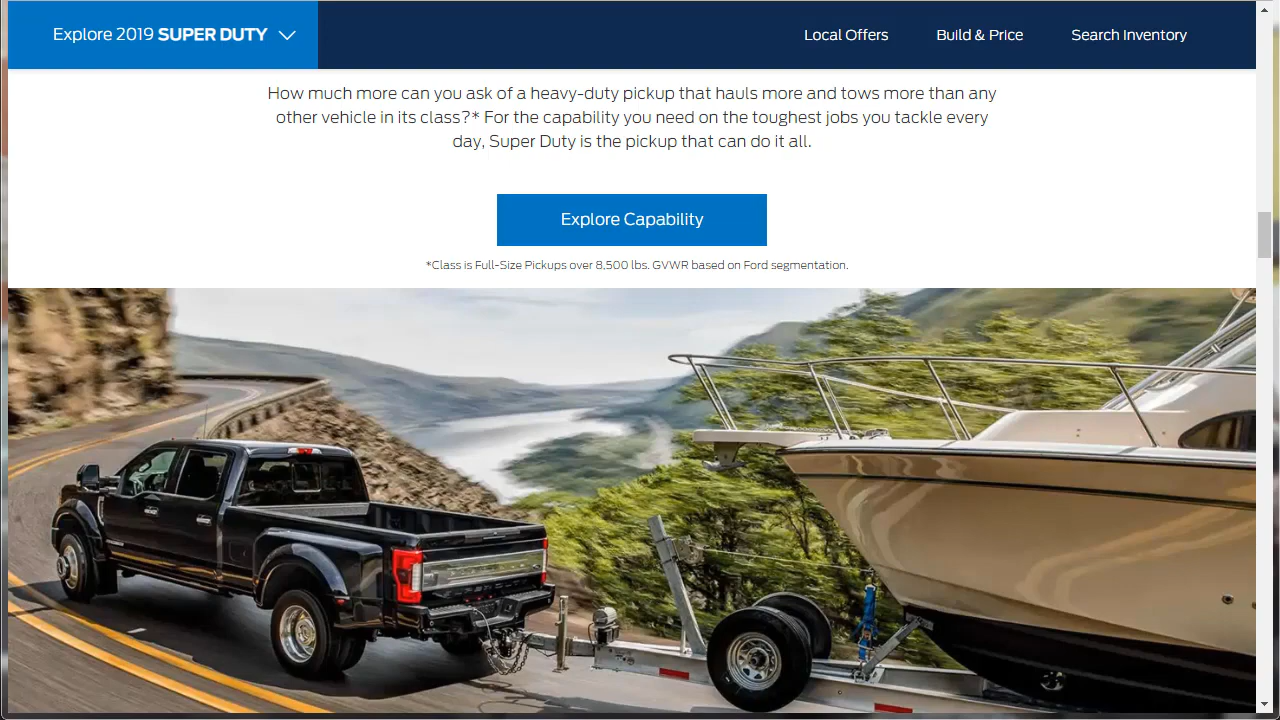 Explore 2019 SUPER DUTY
Local Offers
Build & Price
Search Inventory
How much more can you ask of a heavy-duty pickup that hauls more and tows more than any
other vehicle in its class?* For the capability you need on the toughest jobs you tackle every
day, Super Duty is the pickup that can do it all.
Explore Capability
*Class is Full-Size Pickups over 8,500 lbs. GVWR based on Ford segmentation.